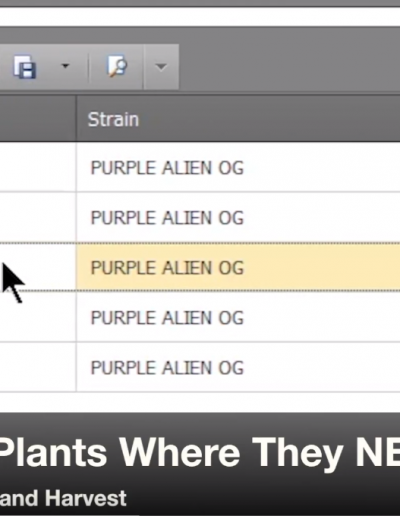 Strain
PURPLE ALIEN OG
PURPLE ALIEN OG
PURPLE ALIEN OG
PURPLE ALIEN OG
PURPLE ALIEN OG
Plants Where They NE
and Harvest